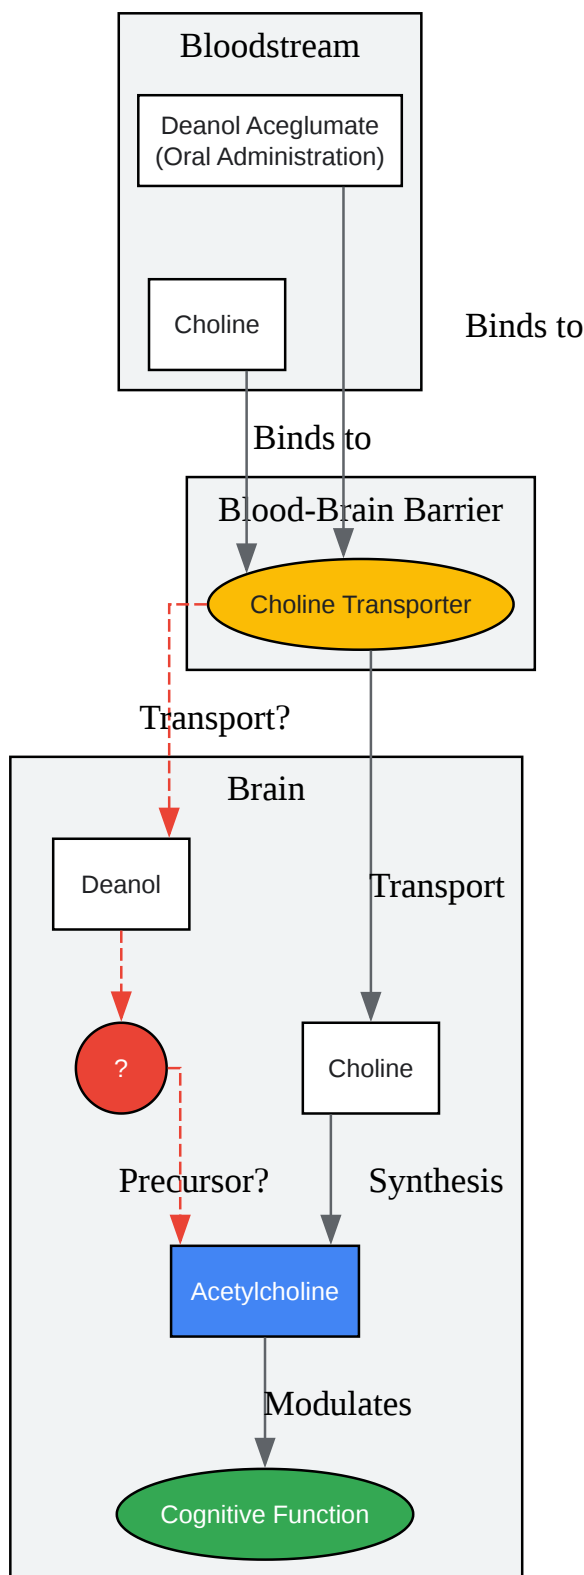 Bloodstream
Deanol Aceglumate
(Oral Administration)
Choline
Binds to
Binds to
Blood-Brain Barrier
Choline Transporter
Transport?
Brain
Deanol
Transport
?
Choline
Precursor?
Synthesis
Acetylcholine
Modulates
Cognitive Function